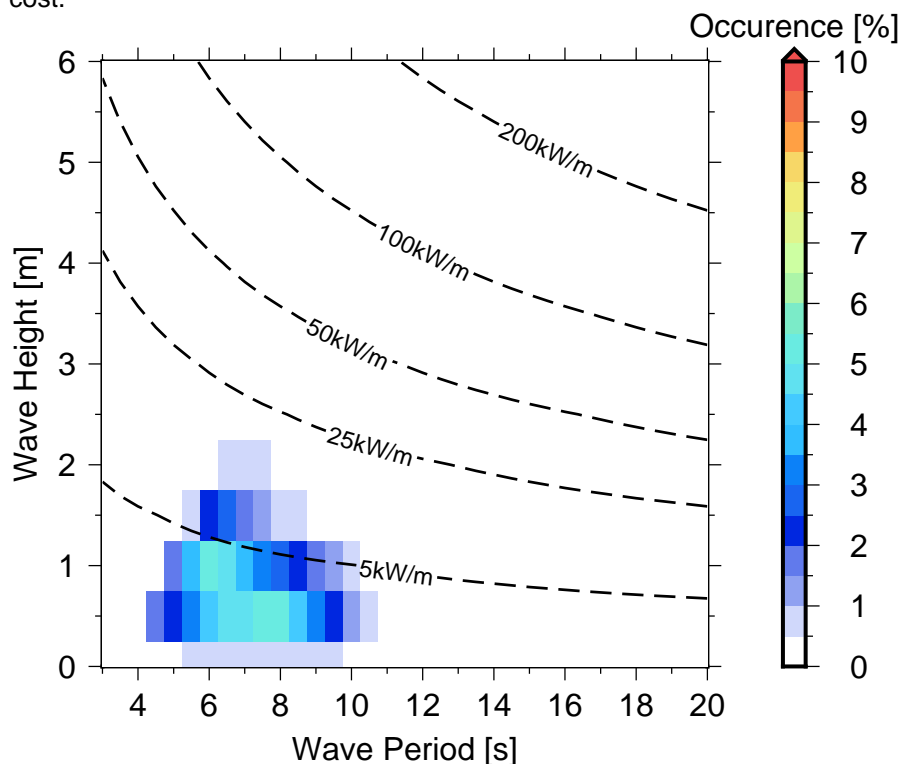 cost.
Occurence [%]
6
5
4
3
2
1
0
Wave Height [m]
200kW/m
100kW/m
50kW/m
25kW/m
5kW/m
4 6 8 10 12 14 16 18 20
Wave Period [s]
10
9
8
7
6
5
4
3
2
1
0